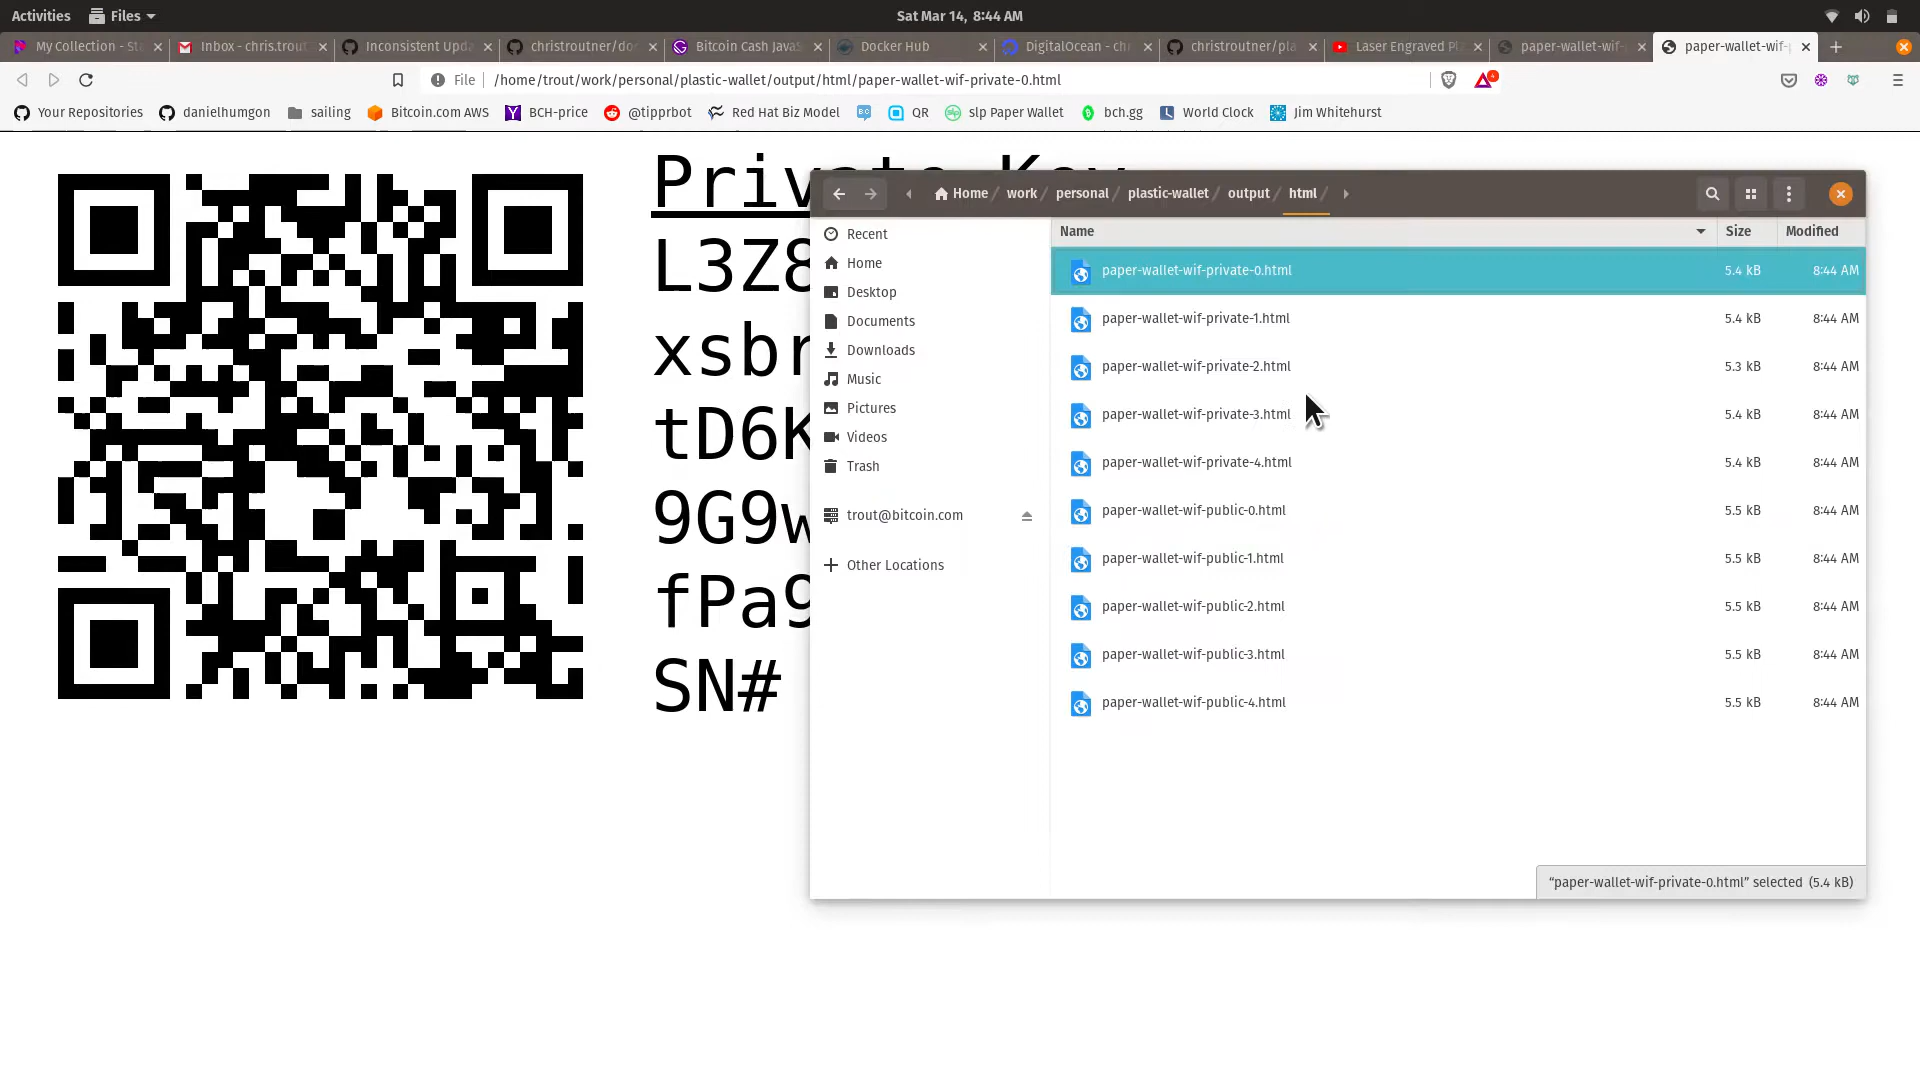 Activities Files Sat Mar 14, 8:44 AM
My Collection - St Inbox - chris.trout Inconsistent Upda christroutner/do Bitcoin Cash JavaS Docker Hub DigitalOcean - chr christroutner/pla Laser Engraved Pl paper-wallet-wif- paper-wallet-wif-
File /home/trout/work/personal/plastic-wallet/output/html/paper-wallet-wif-private-0.html 4
Your Repositories danielhumgon sailing Bitcoin.com AWS BCH-price @tipprbot Red Hat Biz Model QR slp Paper Wallet bch.gg World Clock Jim Whitehurst
Private Key
L3Z8
xsbr
tD6K
9G9w
fPa9
SN#
Home / work / personal / plastic-wallet / output / html /
Recent
Home
Desktop
Documents
Downloads
Music
Pictures
Videos
Trash
trout@bitcoin.com
Other Locations
Name Size Modified
paper-wallet-wif-private-0.html 5.4 kB 8:44 AM
paper-wallet-wif-private-1.html 5.4 kB 8:44 AM
paper-wallet-wif-private-2.html 5.3 kB 8:44 AM
paper-wallet-wif-private-3.html 5.4 kB 8:44 AM
paper-wallet-wif-private-4.html 5.4 kB 8:44 AM
paper-wallet-wif-public-0.html 5.5 kB 8:44 AM
paper-wallet-wif-public-1.html 5.5 kB 8:44 AM
paper-wallet-wif-public-2.html 5.5 kB 8:44 AM
paper-wallet-wif-public-3.html 5.5 kB 8:44 AM
paper-wallet-wif-public-4.html 5.5 kB 8:44 AM
“paper-wallet-wif-private-0.html” selected (5.4 kB)